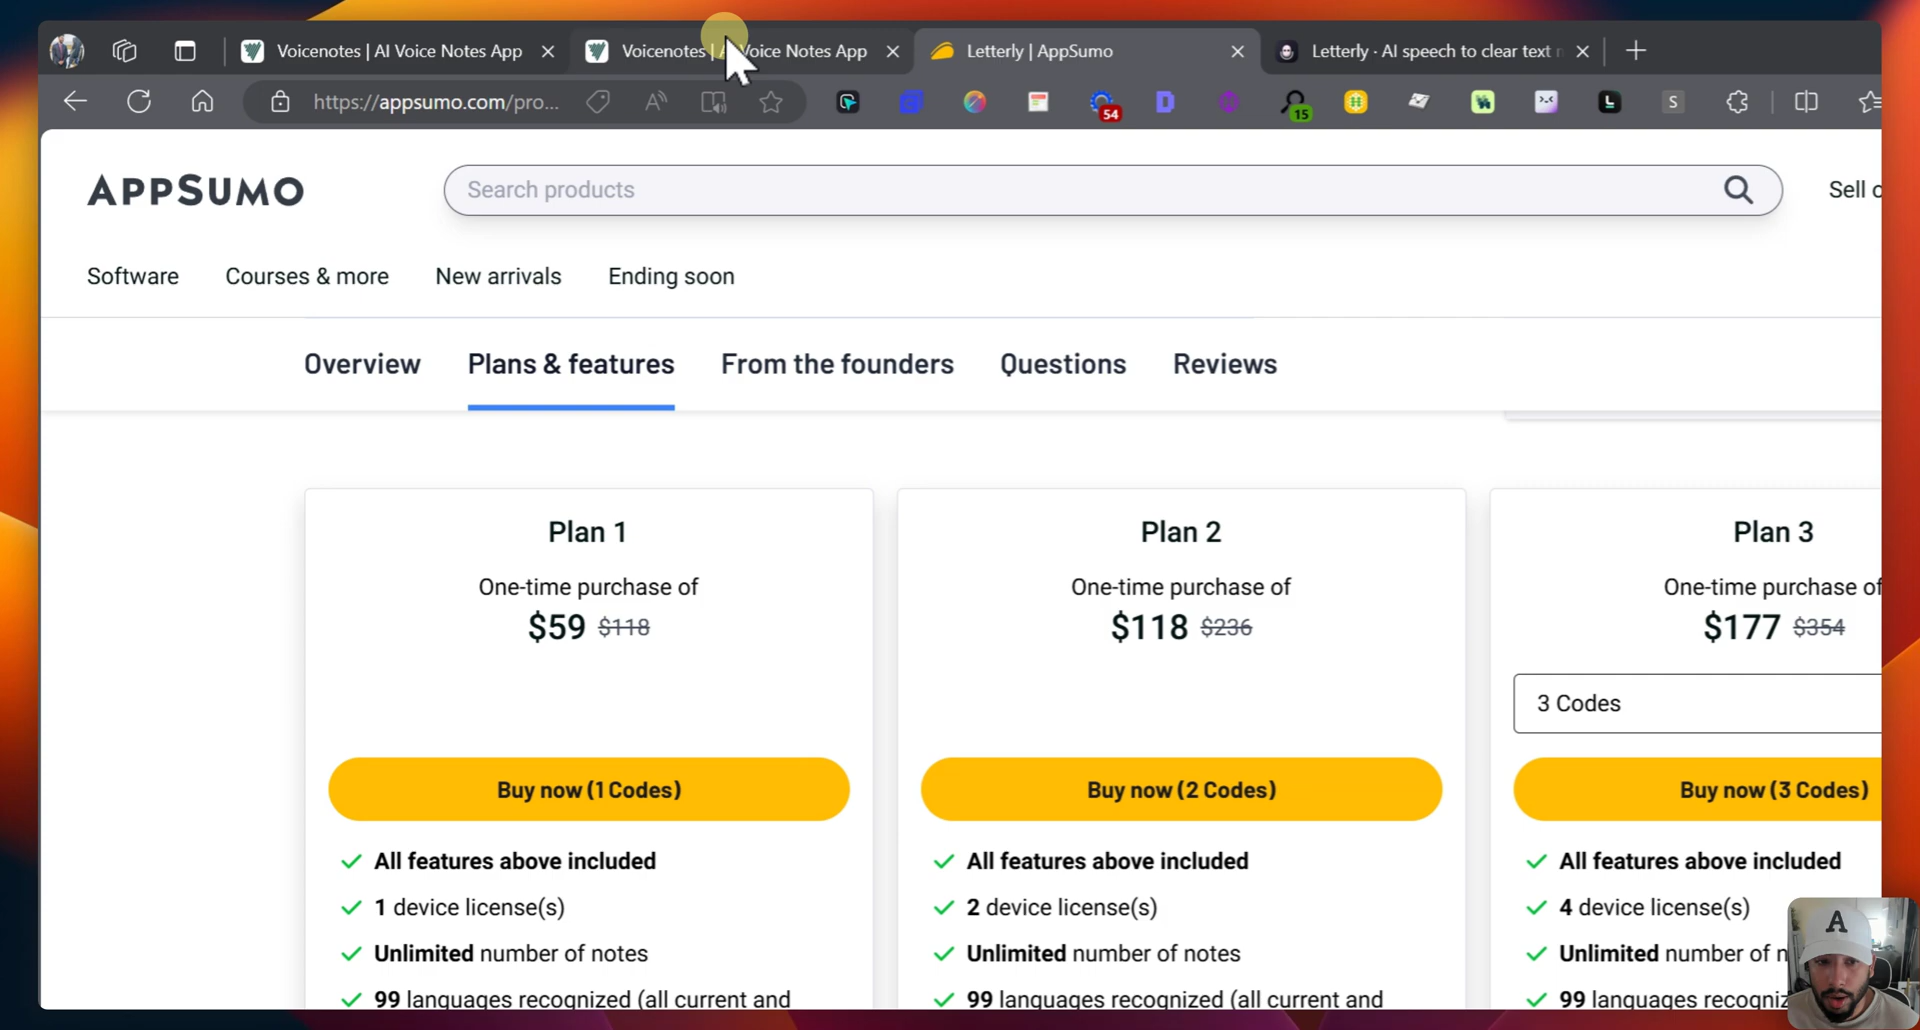 Voicenotes | AI Voice Notes App
Voicenotes | AI Voice Notes App
Letterly | AppSumo
Letterly · AI speech to clear text
https://appsumo.com/pro...
54
D
15
L
S
APPSUMO
Search products
Sell
Software
Courses & more
New arrivals
Ending soon
Overview
Plans & features
From the founders
Questions
Reviews
Plan 1
One-time purchase of
$59 $118
Buy now (1 Codes)
All features above included
1 device license(s)
Unlimited number of notes
99 languages recognized (all current and
Plan 2
One-time purchase of
$118 $236
Buy now (2 Codes)
All features above included
2 device license(s)
Unlimited number of notes
99 languages recognized (all current and
Plan 3
One-time purchase of
$177 $354
3 Codes
Buy now (3 Codes)
All features above included
4 device license(s)
Unlimited number of
99 languages
A